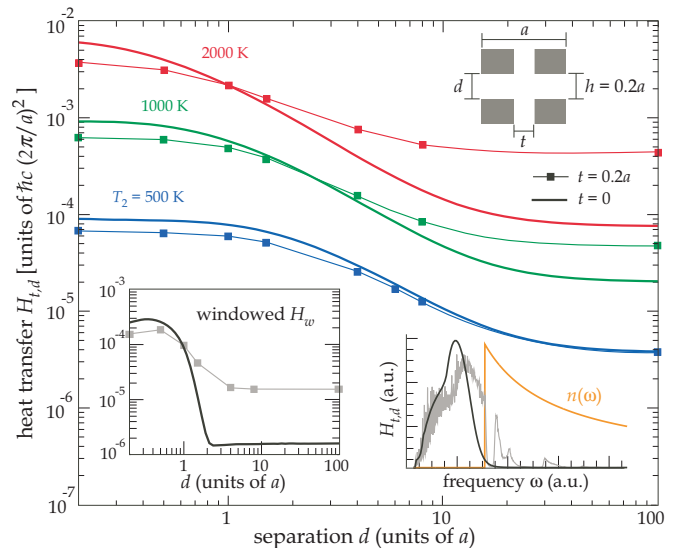 10⁻²
10⁻³
10⁻⁴
10⁻⁵
10⁻⁶
10⁻⁷
heat transfer H_{t,d} [units of ħc (2π/a)²]
2000 K
1000 K
T₂ = 500 K
a
d
h = 0.2a
t
t = 0.2a
t = 0
windowed H_w
10⁻³
10⁻⁴
10⁻⁵
10⁻⁶
1 10 100
d (units of a)
H_{t,d} (a.u.)
n(ω)
frequency ω (a.u.)
1 10 100
separation d (units of a)